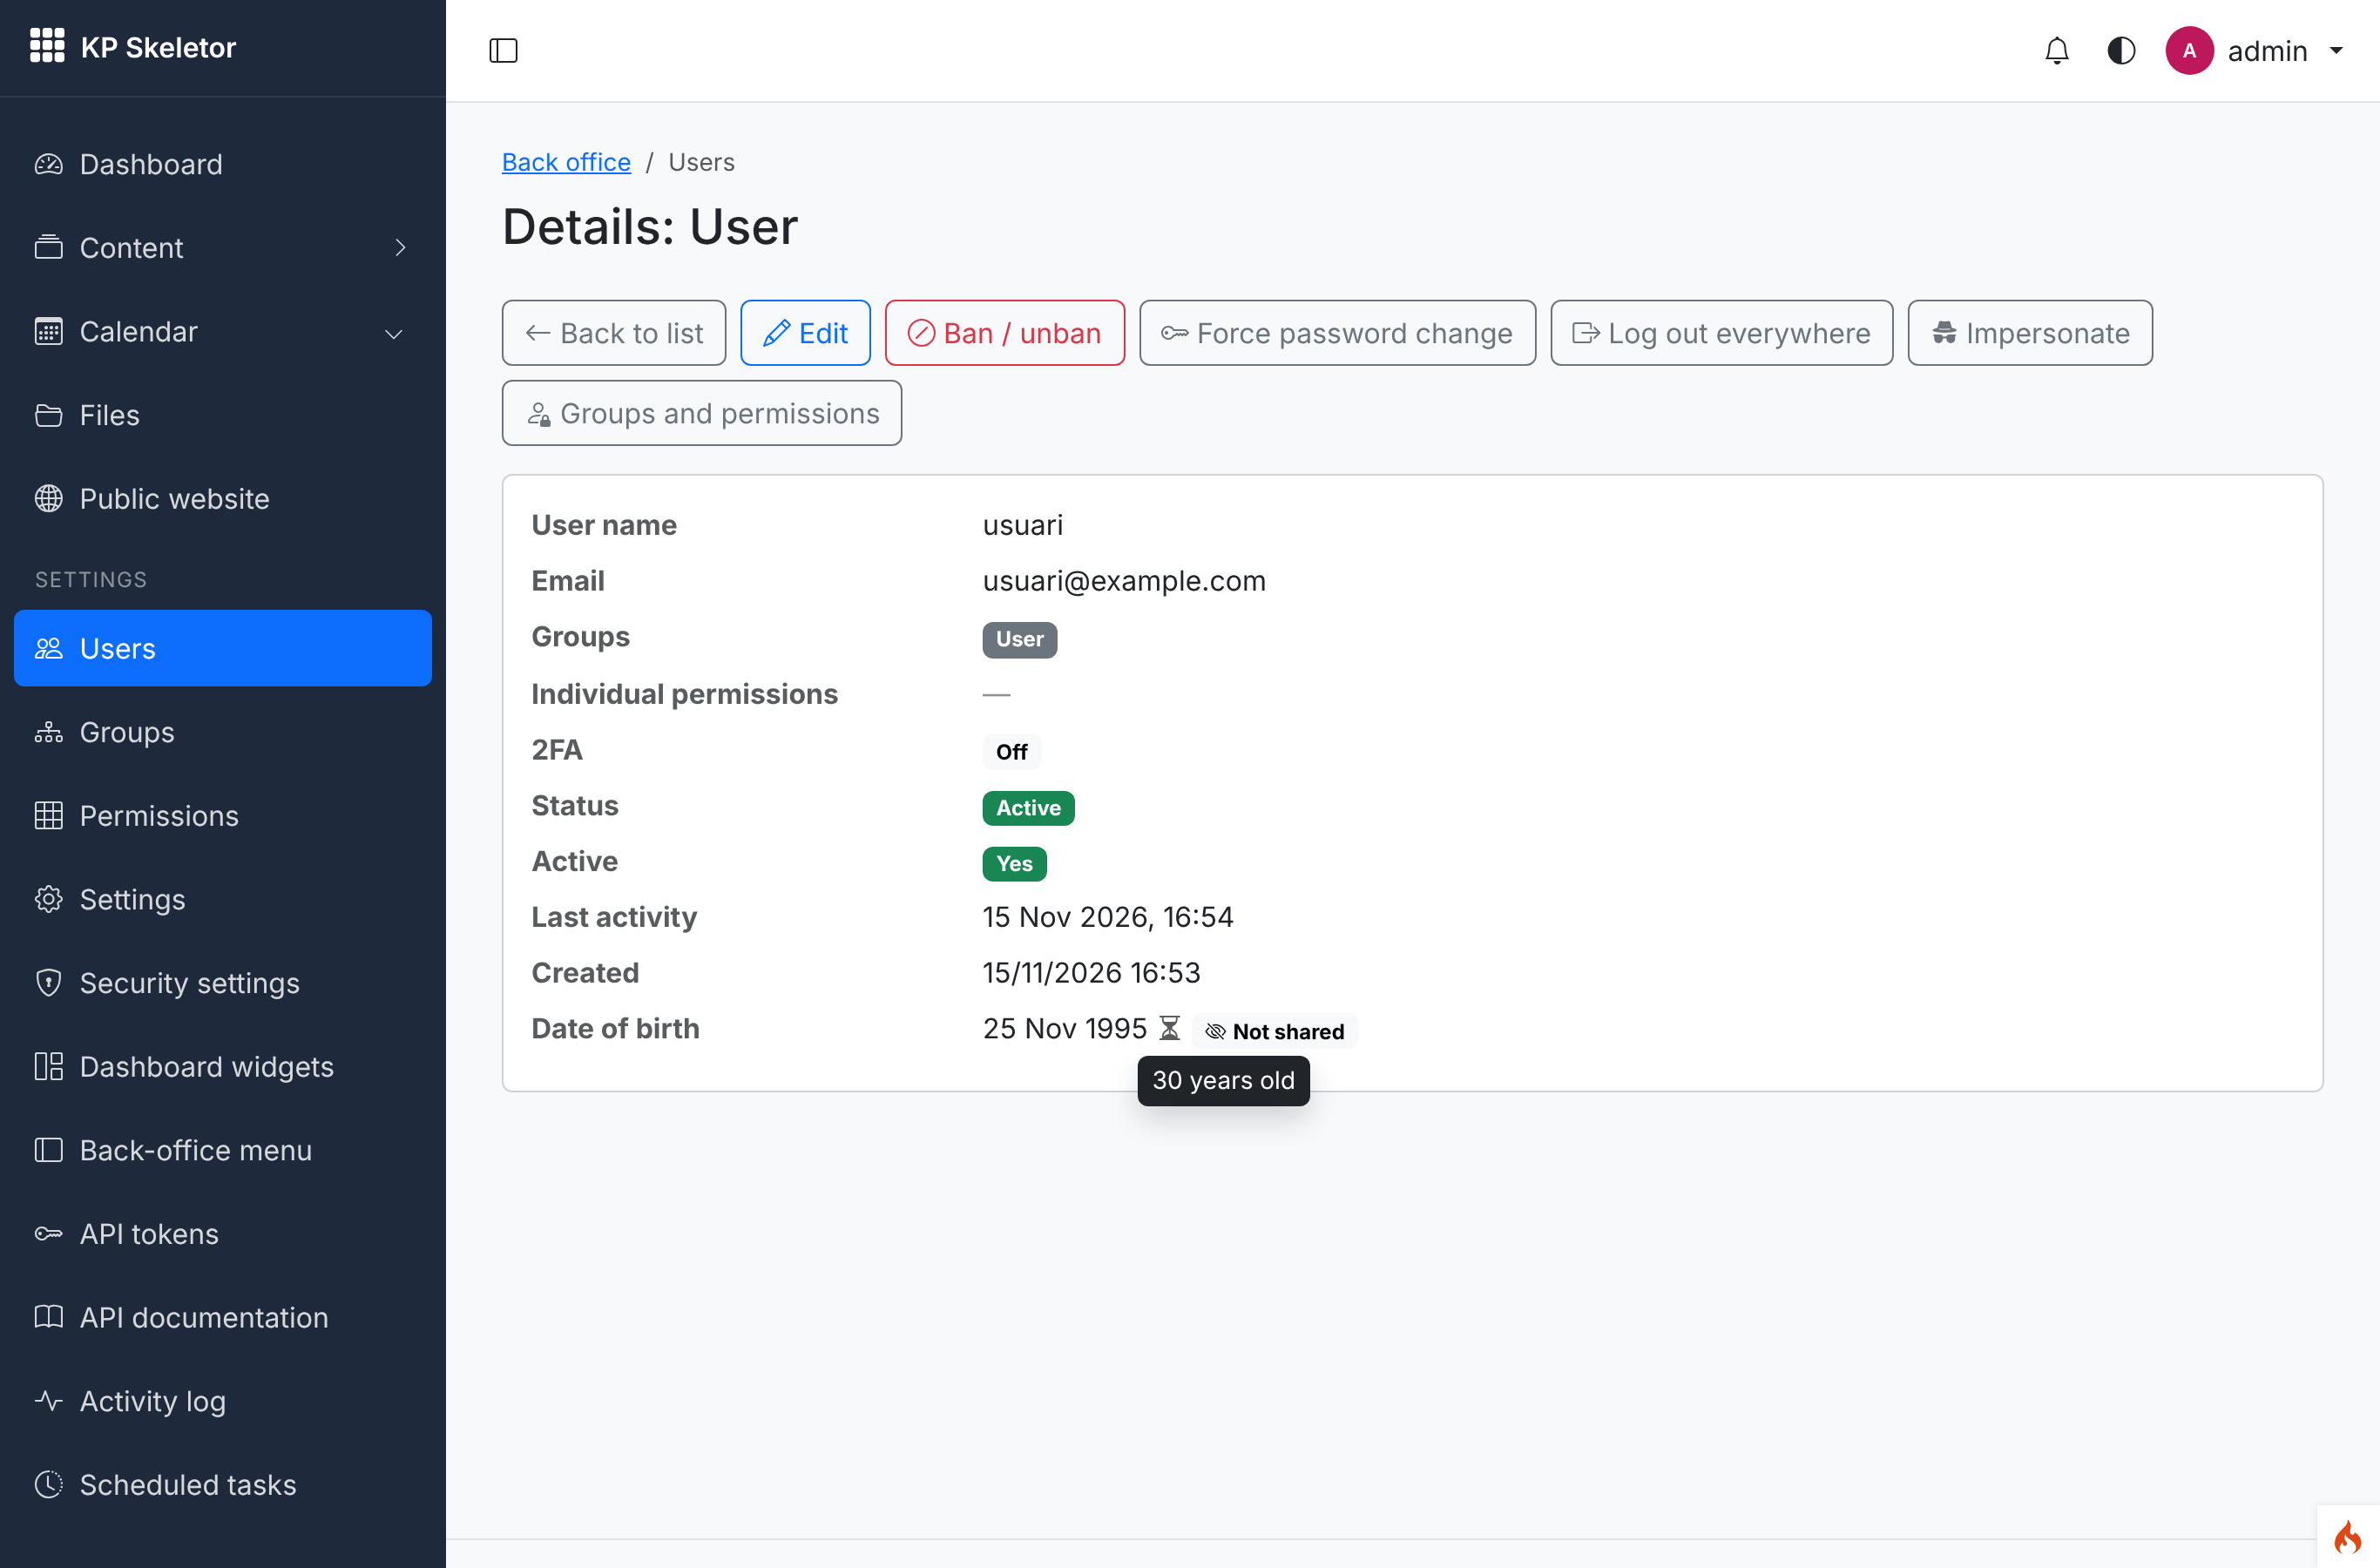 KP Skeletor
admin
A
Dashboard
Content
Calendar
Files
Public website
SETTINGS
Users
Groups
Permissions
Settings
Security settings
Dashboard widgets
Back-office menu
API tokens
API documentation
Activity log
Scheduled tasks
Back office / Users
Details: User
Back to list
Edit
Ban / unban
Force password change
Log out everywhere
Impersonate
Groups and permissions
User name usuari
Email usuari@example.com
Groups User
Individual permissions —
2FA Off
Status Active
Active Yes
Last activity 15 Nov 2026, 16:54
Created 15/11/2026 16:53
Date of birth 25 Nov 1995 Not shared
30 years old